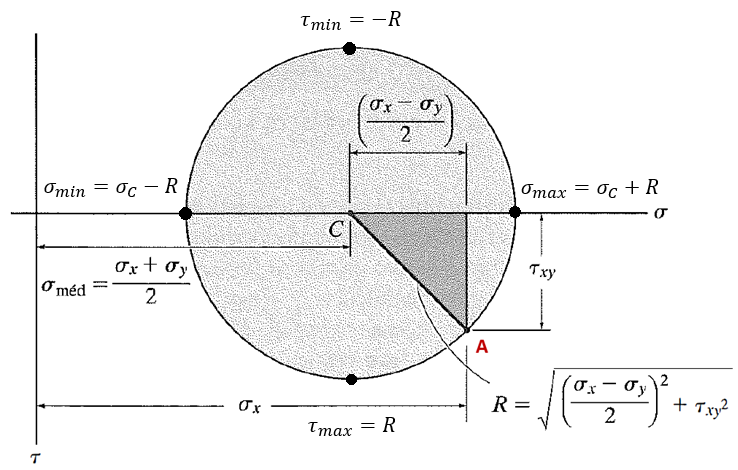 τ_min = −R
(σ_x − σ_y / 2)
σ_min = σ_C − R
σ_max = σ_C + R
σ
C
σ_méd = σ_x + σ_y / 2
τ_xy
A
σ_x
R = √((σ_x − σ_y / 2)² + τ_xy²)
τ_max = R
τ